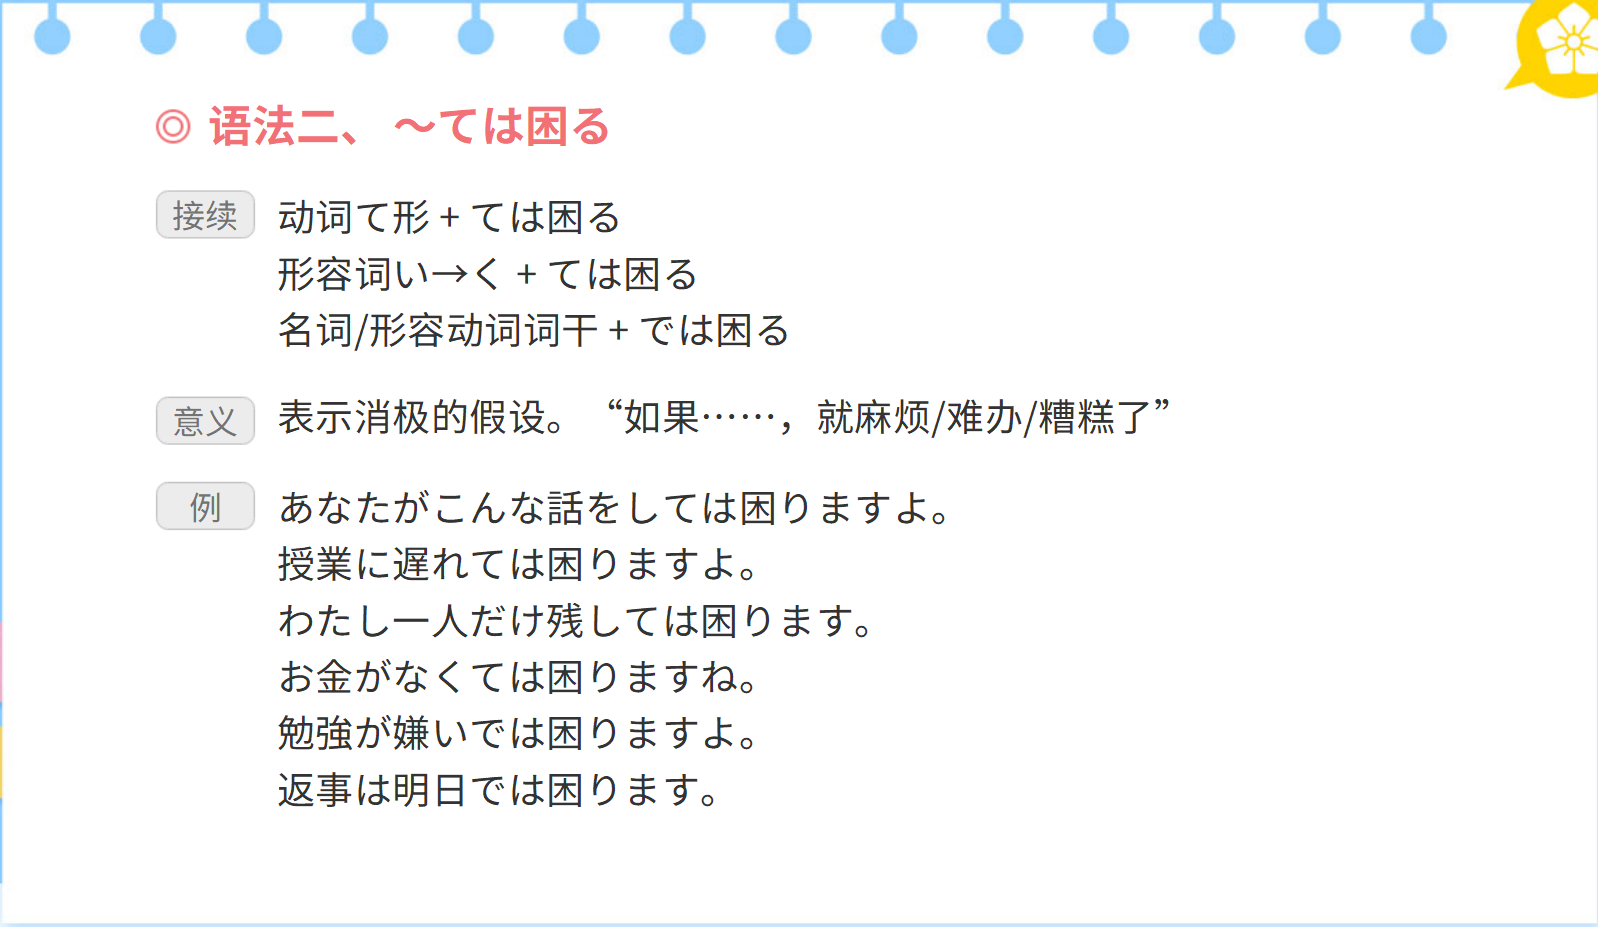 ◎ 语法二、 ～ては困る
接续 动词て形 + ては困る
形容词い→く + ては困る
名词/形容动词词干 + では困る
意义 表示消极的假设。 “如果……，就麻烦/难办/糟糕了”
例 あなたがこんな話をしては困りますよ。
授業に遅れては困りますよ。
わたし一人だけ残しては困ります。
お金がなくては困りますね。
勉強が嫌いでは困りますよ。
返事は明日では困ります。